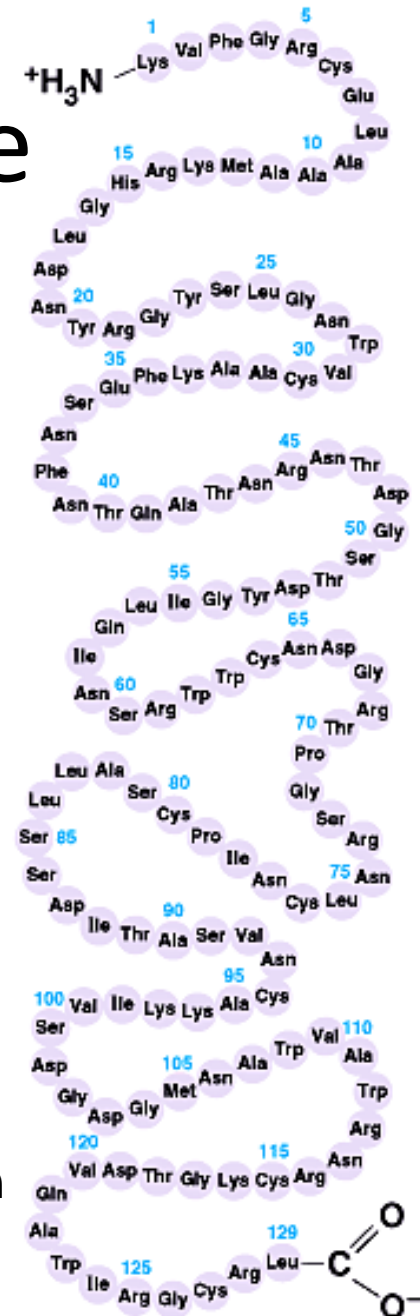 1 5
+H3N Lys Val Phe Gly Arg Cys Glu Leu
e
15 10
Ala Ala Ala Met Lys Arg His Gly Leu Asp Asn
20 25
Tyr Arg Gly Tyr Ser Leu Gly Asn Trp
35 30
Val Cys Ala Ala Lys Phe Glu Ser Asn Phe Asn
40 45
Thr Gln Ala Thr Asn Arg Asn Thr Asp
55 50
Gly Ser Thr Asp Tyr Gly Ile Leu Gln Ile Asn
60 65
Ser Arg Trp Trp Cys Asn Asp Gly Arg
70 75
Thr Pro Gly Ser Arg Asn Leu
80
Cys Asn Ile Pro Cys Ser Ala Leu Leu
85 90
Ser Ser Asp Ile Thr Ala Ser Val Asn
100 95
Cys Ala Lys Lys Ile Val Ser
105 110
Asp Gly Asp Gly Met Asn Ala Trp Val Ala Trp Arg
120 115
Asn Arg Cys Lys Gly Thr Asp Val Gln Ala
n
125 129
Trp Ile Arg Gly Cys Arg Leu C O
O-